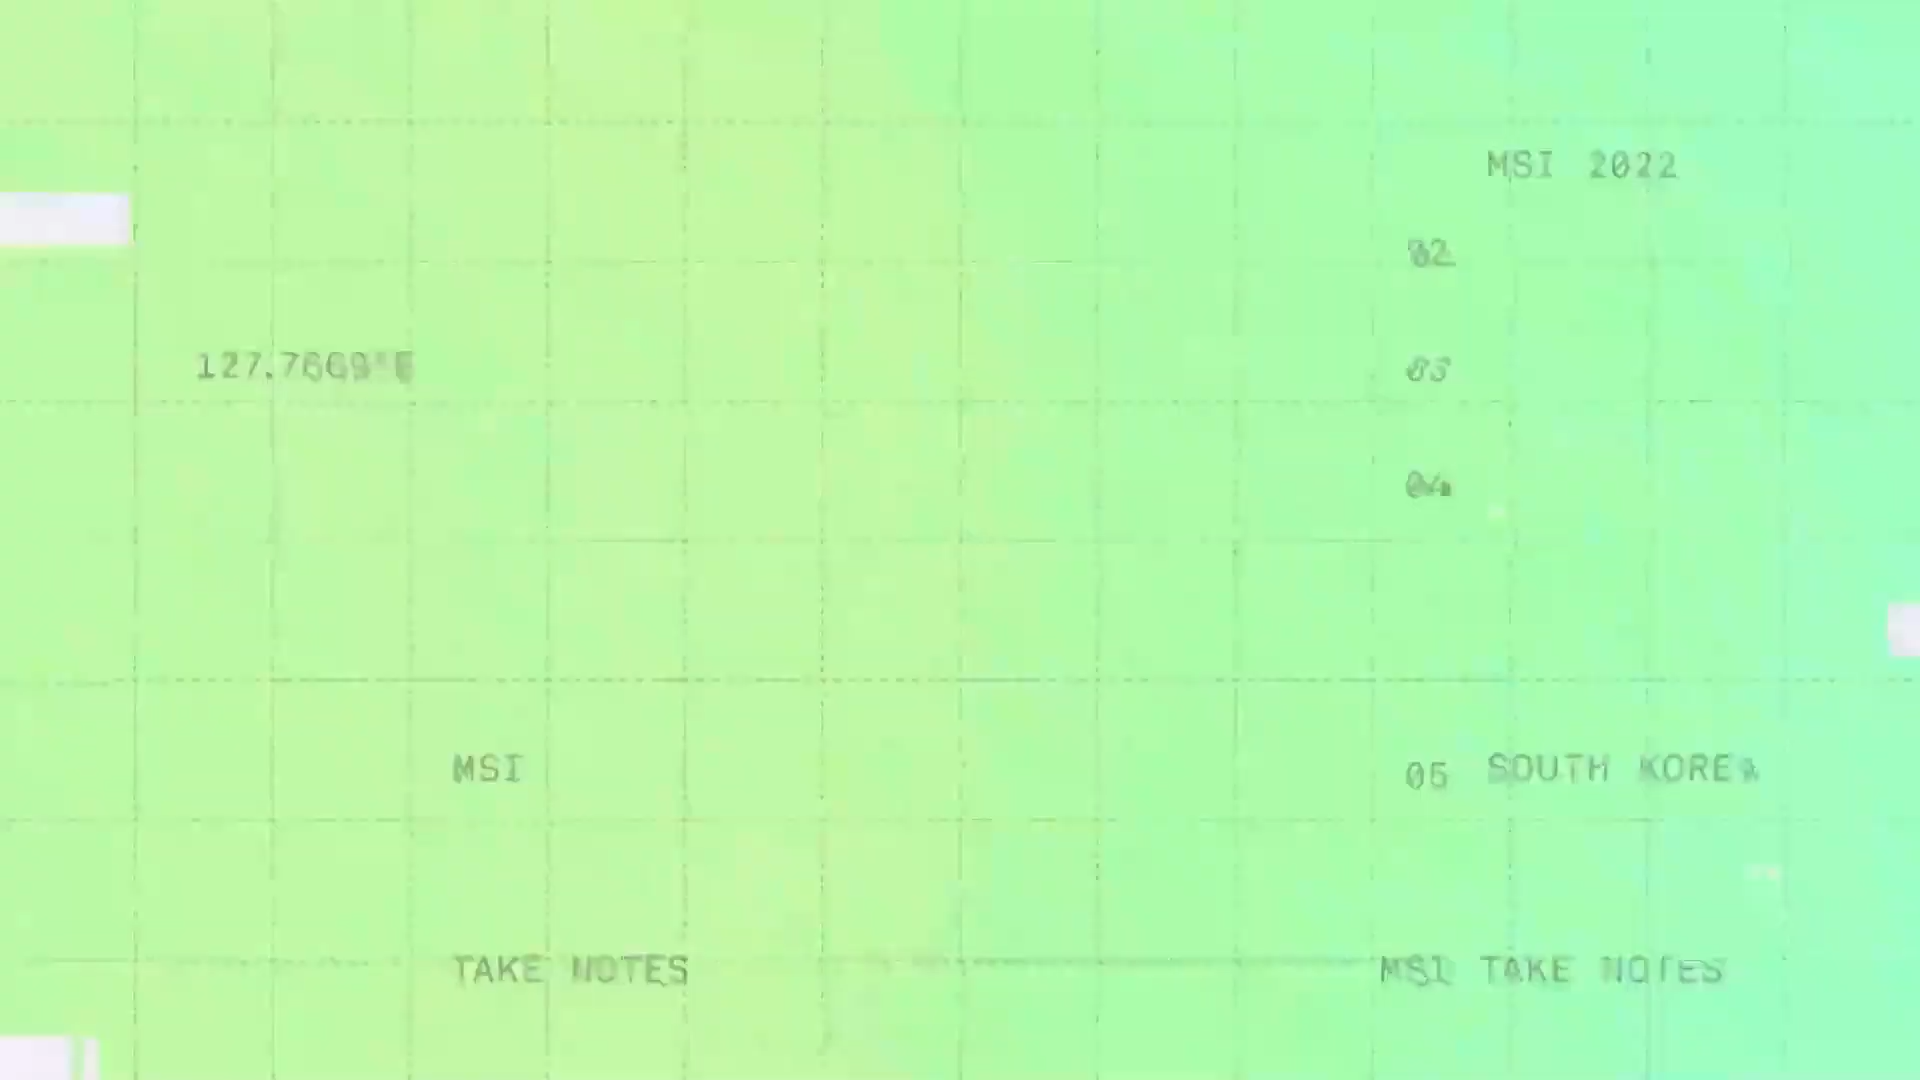 MSI 2022
02
127.7669°E
03
04
MSI
05 SOUTH KOREA
TAKE NOTES
MSI TAKE NOTES